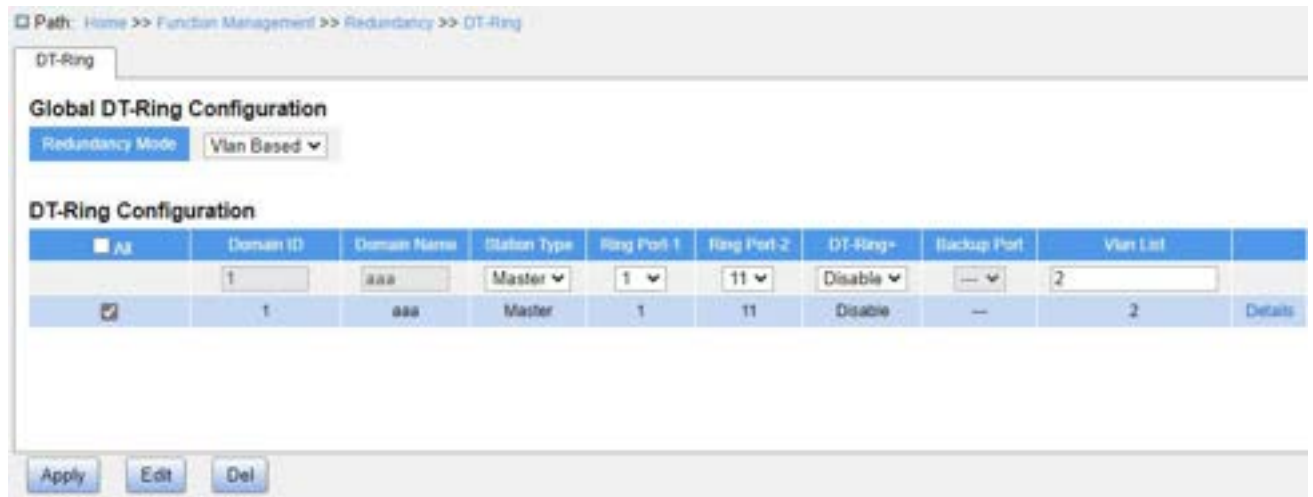 Path: Home >> Function Management >> Redundancy >> DT-Ring
DT-Ring
Global DT-Ring Configuration
Redundancy Mode Vlan Based
DT-Ring Configuration
All Domain ID Domain Name Station Type Ring Port-1 Ring Port-2 DT-Ring+ Backup Port Vlan List
1 aaa Master 1 11 Disable --- 2
1 aaa Master 1 11 Disable --- 2 Details
Apply Edit Del